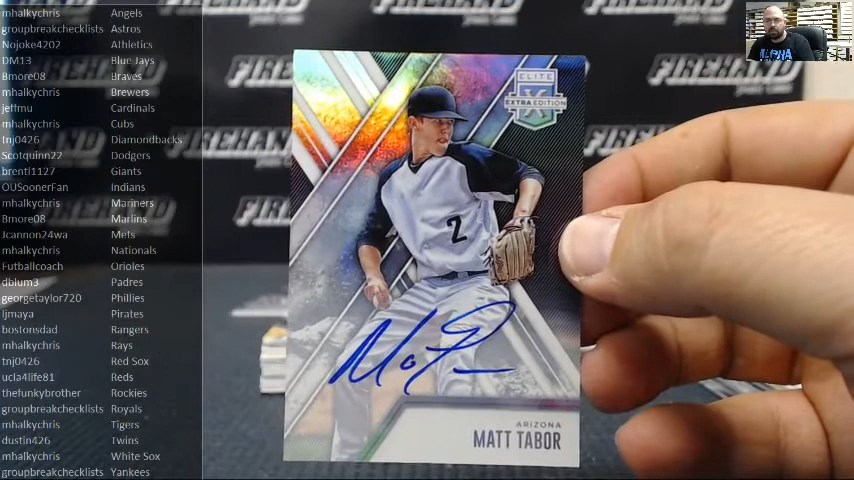 mhalkychris Angels
groupbreakchecklists Astros
Nojoke4202 Athletics
DM13 Blue Jays
Bmore08 Braves
mhalkychris Brewers
jeffmu Cardinals
mhalkychris Cubs
tnj0426 Diamondbacks
Scotquinn22 Dodgers
brentl1127 Giants
OUSoonerFan Indians
mhalkychris Mariners
Bmore08 Marlins
Jcannon24wa Mets
mhalkychris Nationals
Futballcoach Orioles
dblum3 Padres
georgetaylor720 Phillies
ljmaya Pirates
bostonsdad Rangers
mhalkychris Rays
tnj0426 Red Sox
ucla4life81 Reds
thefunkybrother Rockies
groupbreakchecklists Royals
mhalkychris Tigers
dustin426 Twins
mhalkychris White Sox
groupbreakchecklists Yankees
FIREHAND
FIREHAND
FIREHAND
ELITE
X
EXTRA EDITION
2
ARIZONA
MATT TABOR
ALPHA